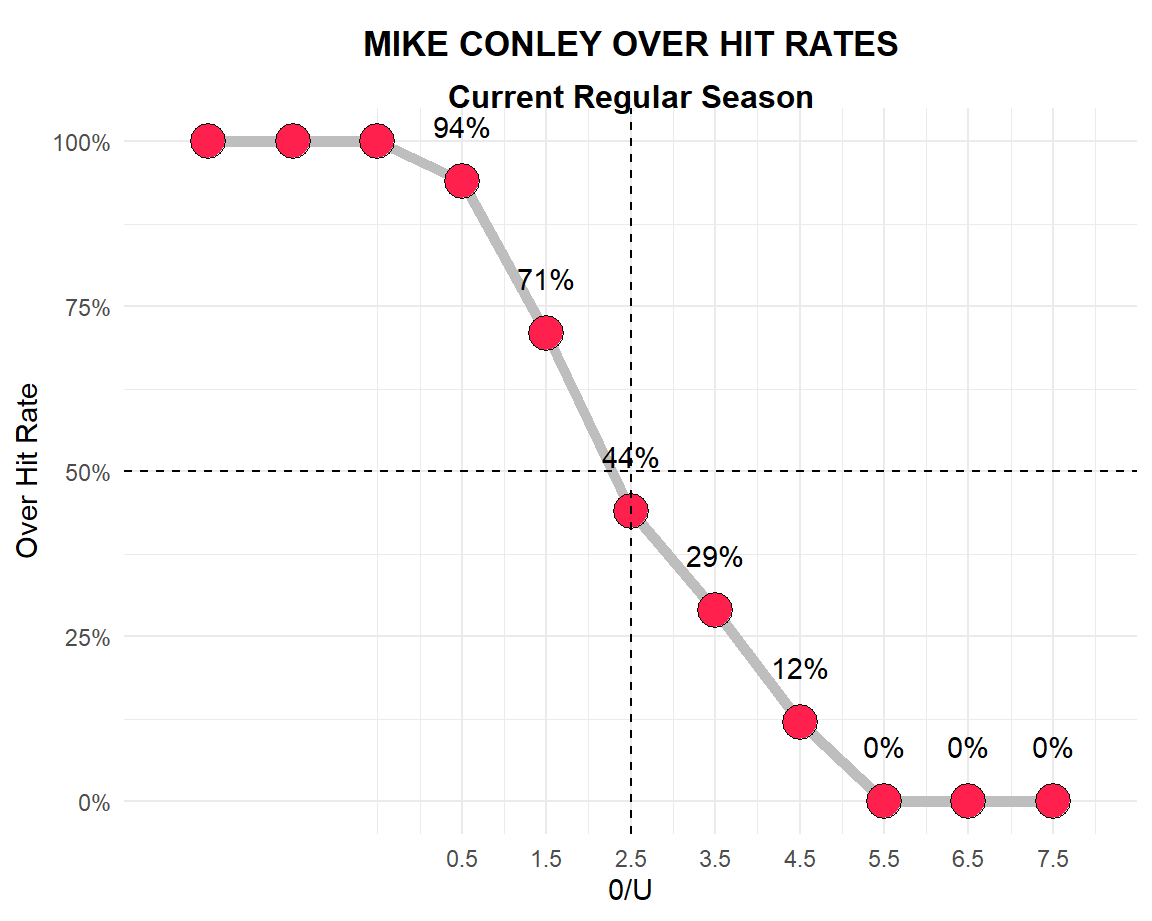 MIKE CONLEY OVER HIT RATES
Current Regular Season
94%
100%
71%
75%
44%
50%
29%
25%
12%
0% 0% 0%
0%
Over Hit Rate
0.5 1.5 2.5 3.5 4.5 5.5 6.5 7.5
0/U